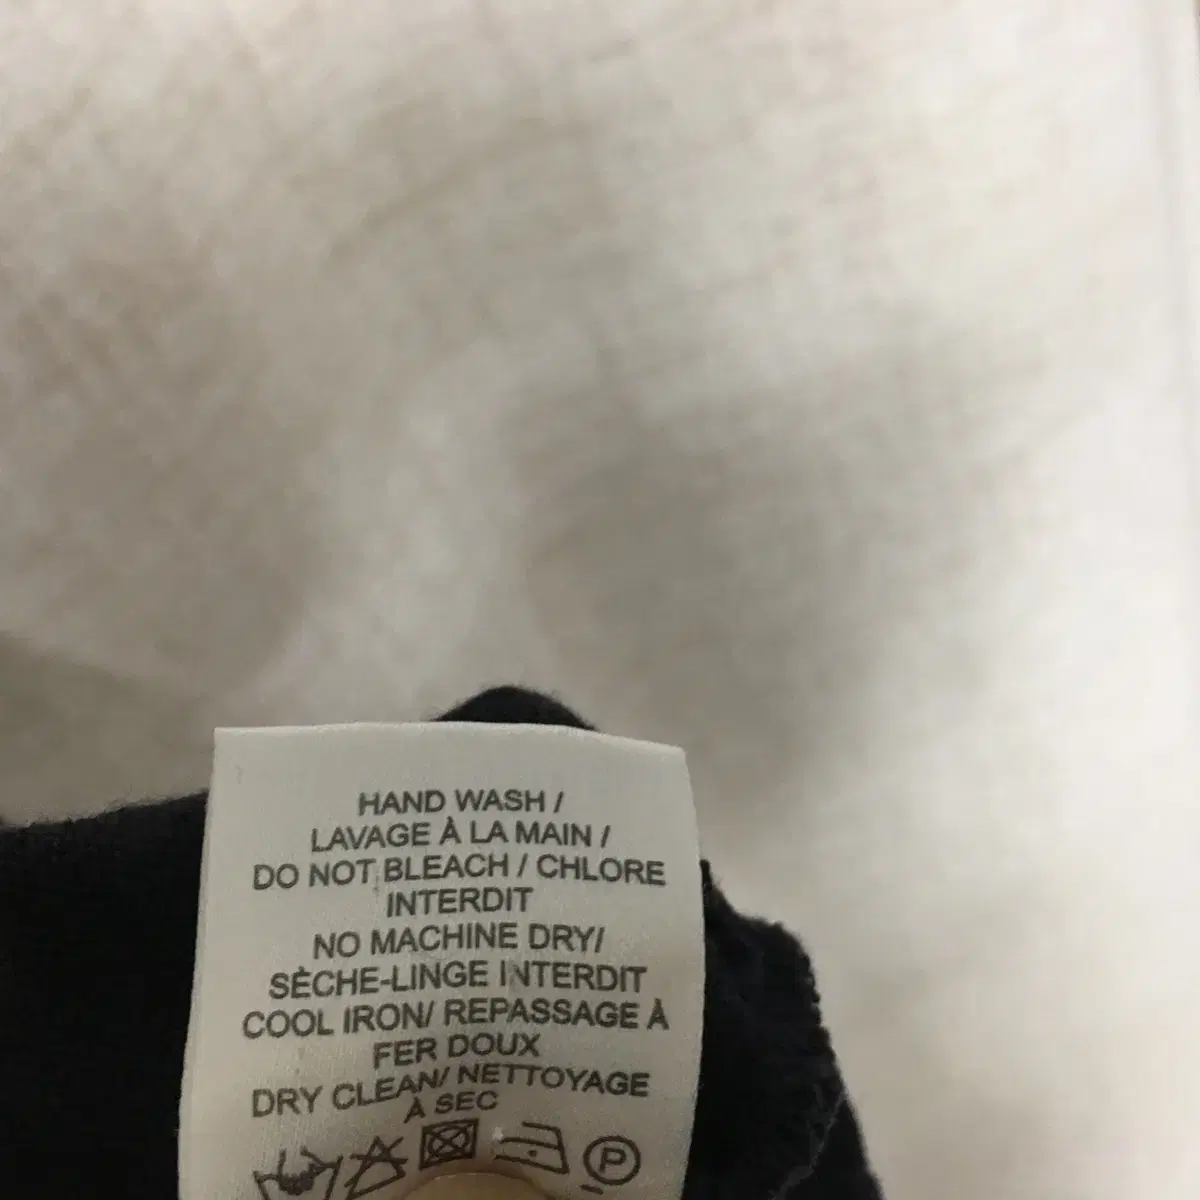 HAND WASH /
LAVAGE À LA MAIN /
DO NOT BLEACH / CHLORE
INTERDIT
NO MACHINE DRY/
SÈCHE-LINGE INTERDIT
COOL IRON/ REPASSAGE À
FER DOUX
DRY CLEAN/ NETTOYAGE
À SEC
P